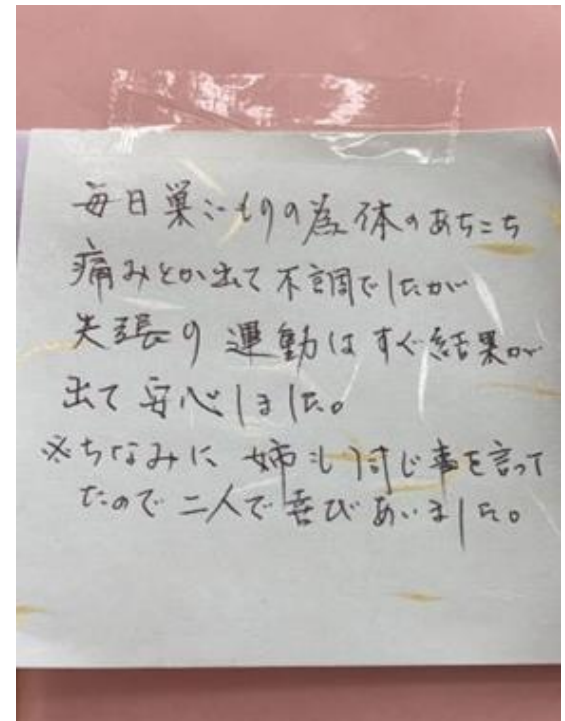 毎日巣ごもりの為体のあちこち
痛みとか出て不調でしたが
矢張り運動はすぐ結果が
出て安心しました。
※ちなみに姉も同じ事を言って
たので二人で喜びあいました。